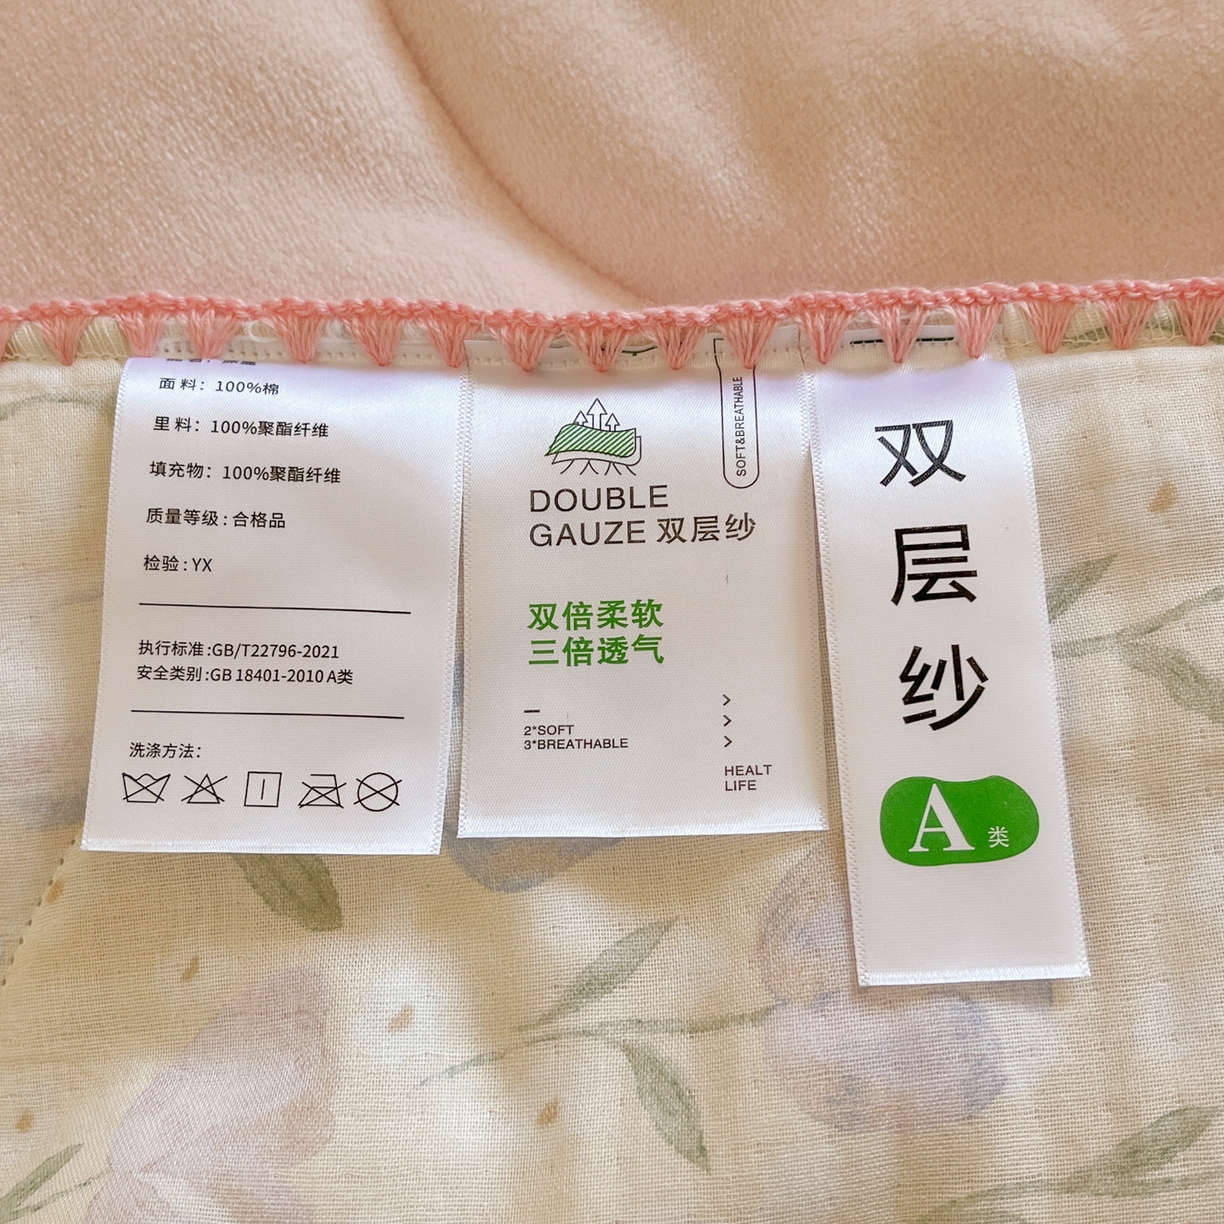 面料：100%棉
里料：100%聚酯纤维
填充物：100%聚酯纤维
质量等级：合格品
检验：YX
执行标准:GB/T22796-2021
安全类别:GB 18401-2010 A类
洗涤方法：
SOFT&BREATHABLE
DOUBLE
GAUZE 双层纱
双倍柔软
三倍透气
2*SOFT
3*BREATHABLE
HEALT
LIFE
双
层
纱
A类